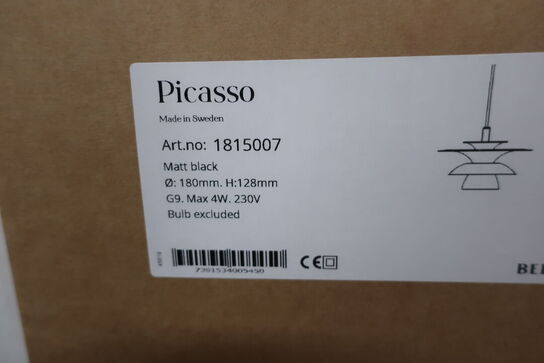 Picasso
Made in Sweden
Art.no: 1815007
Matt black
Ø: 180mm. H:128mm
G9. Max 4W. 230V
Bulb excluded
7391534005450
CE